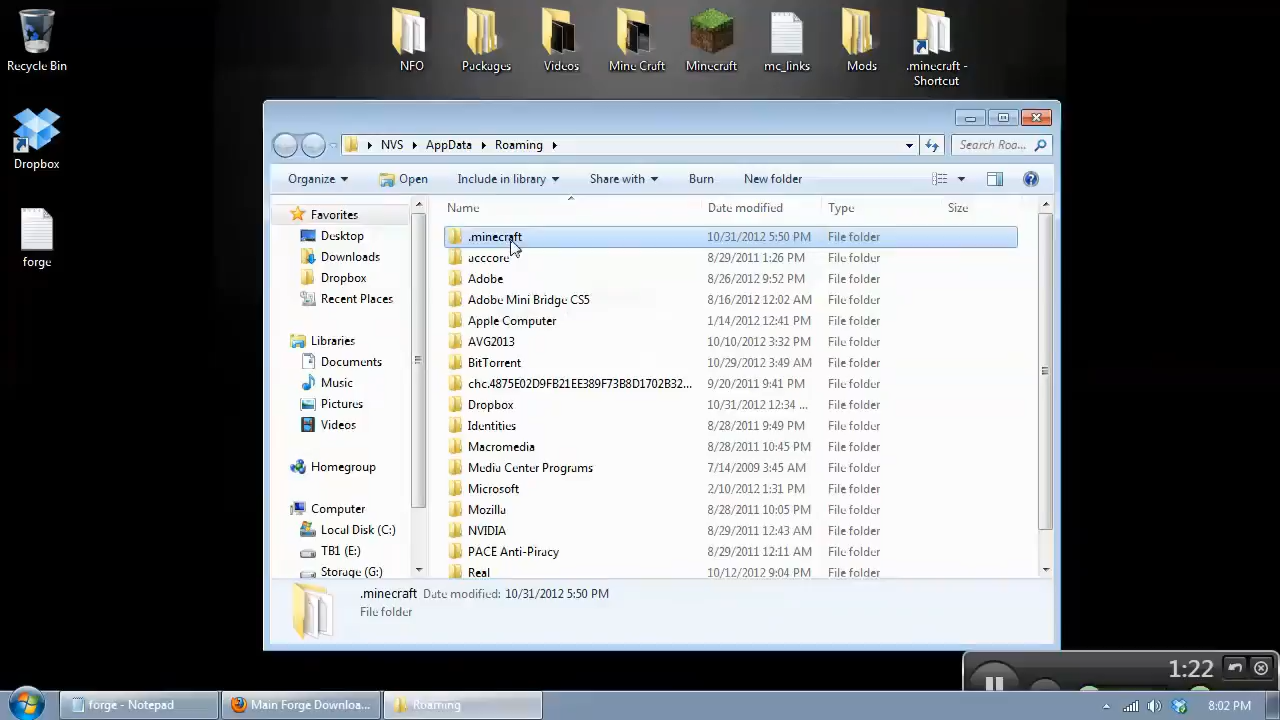 Recycle Bin
NFO
Packages
Videos
Mine Craft
Minecraft
mc_links
Mods
.minecraft -
Shortcut
Dropbox
forge
NVS
AppData
Roaming
Search Roa...
Organize
Open
Include in library
Share with
Burn
New folder
Name
Date modified
Type
Size
Favorites
Desktop
Downloads
Dropbox
Recent Places
Libraries
Documents
Music
Pictures
Videos
Homegroup
Computer
Local Disk (C:)
TB1 (E:)
Storage (G:)
.minecraft 10/31/2012 5:50 PM File folder
acccore 8/29/2011 1:26 PM File folder
Adobe 8/26/2012 9:52 PM File folder
Adobe Mini Bridge CS5 8/16/2012 12:02 AM File folder
Apple Computer 1/14/2012 12:41 PM File folder
AVG2013 10/10/2012 3:32 PM File folder
BitTorrent 10/29/2012 3:49 AM File folder
chc.4875E02D9FB21EE389F73B8D1702B32... 9/20/2011 9:41 PM File folder
Dropbox 10/31/2012 12:34 ... File folder
Identities 8/28/2011 9:49 PM File folder
Macromedia 8/28/2011 10:45 PM File folder
Media Center Programs 7/14/2009 3:45 AM File folder
Microsoft 2/10/2012 1:31 PM File folder
Mozilla 8/28/2011 10:05 PM File folder
NVIDIA 8/29/2011 12:43 AM File folder
PACE Anti-Piracy 8/29/2011 12:11 AM File folder
Real 10/12/2012 9:04 PM File folder
.minecraft Date modified: 10/31/2012 5:50 PM
File folder
1:22
forge - Notepad
Main Forge Downloa...
Roaming
8:02 PM